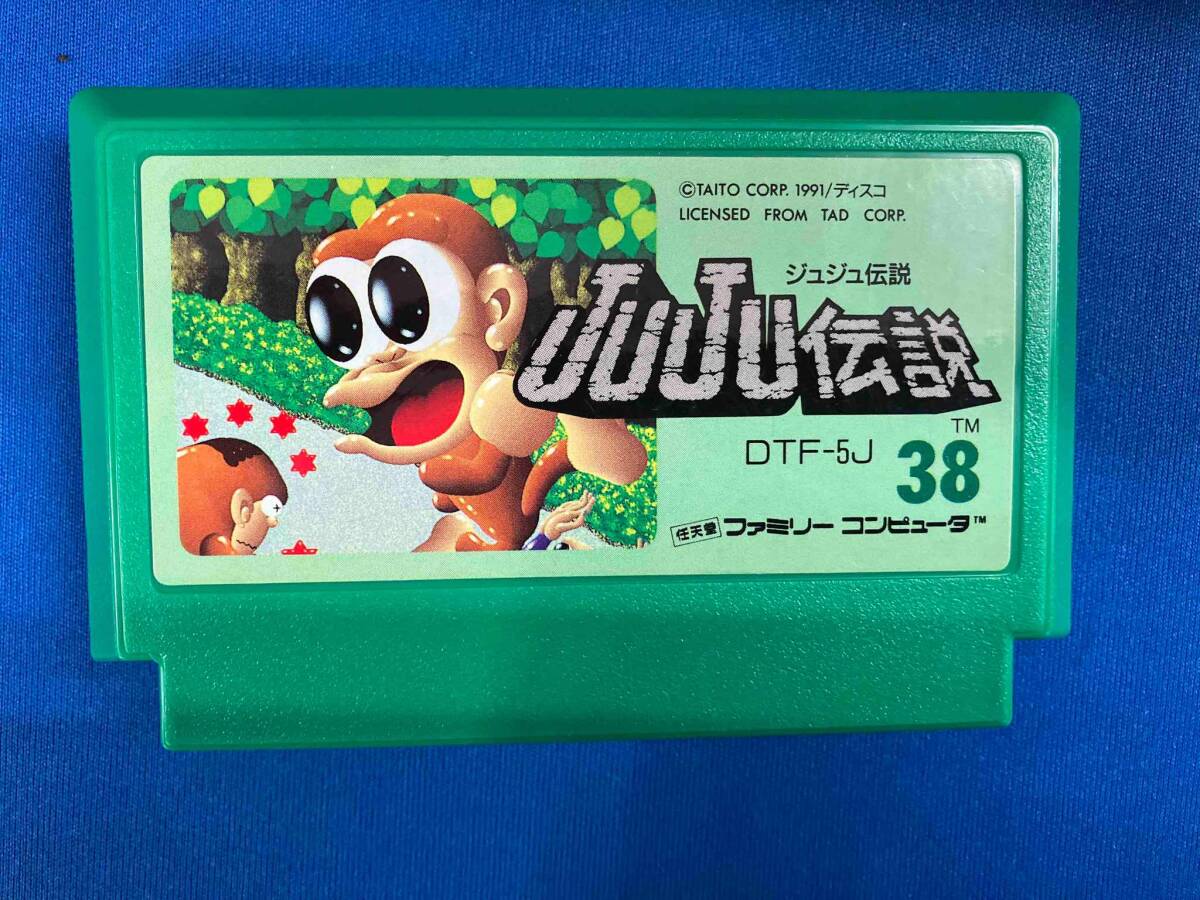 ©TAITO CORP. 1991/ディスコ
LICENSED FROM TAD CORP.
ジュジュ伝説
JUJU伝説
TM
DTF-5J 38
任天堂 ファミリー コンピュータ™